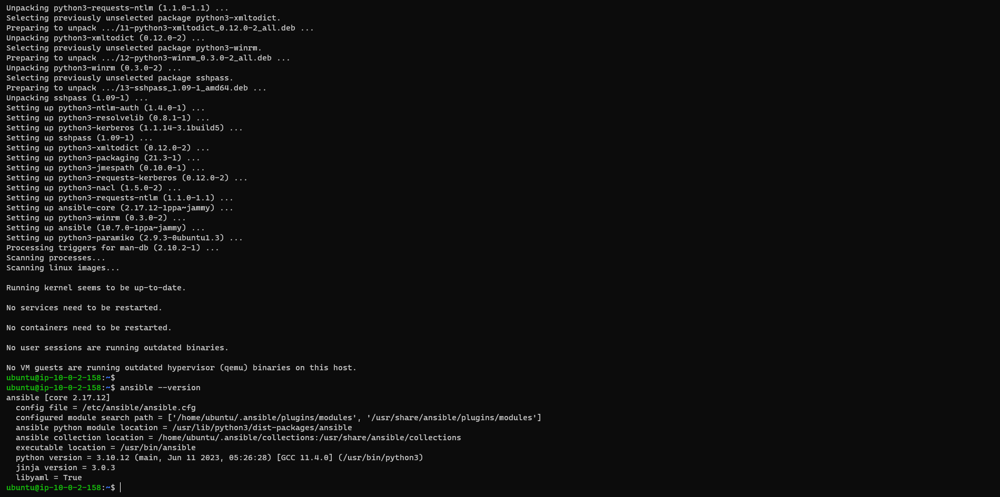 Unpacking python3-requests-ntlm (1.1.0-1.1) ...
Selecting previously unselected package python3-xmltodict.
Preparing to unpack .../11-python3-xmltodict_0.12.0-2_all.deb ...
Unpacking python3-xmltodict (0.12.0-2) ...
Selecting previously unselected package python3-winrm.
Preparing to unpack .../12-python3-winrm_0.3.0-2_all.deb ...
Unpacking python3-winrm (0.3.0-2) ...
Selecting previously unselected package sshpass.
Preparing to unpack .../13-sshpass_1.09-1_amd64.deb ...
Unpacking sshpass (1.09-1) ...
Setting up python3-ntlm-auth (1.4.0-1) ...
Setting up python3-resolvelib (0.8.1-1) ...
Setting up python3-kerberos (1.1.14-3.1build5) ...
Setting up sshpass (1.09-1) ...
Setting up python3-xmltodict (0.12.0-2) ...
Setting up python3-packaging (21.3-1) ...
Setting up python3-jmespath (0.10.0-1) ...
Setting up python3-requests-kerberos (0.12.0-2) ...
Setting up python3-nacl (1.5.0-2) ...
Setting up python3-requests-ntlm (1.1.0-1.1) ...
Setting up ansible-core (2.17.12-1ppa~jammy) ...
Setting up python3-winrm (0.3.0-2) ...
Setting up ansible (10.7.0-1ppa~jammy) ...
Setting up python3-paramiko (2.9.3-0ubuntu1.3) ...
Processing triggers for man-db (2.10.2-1) ...
Scanning processes...
Scanning linux images...
Running kernel seems to be up-to-date.
No services need to be restarted.
No containers need to be restarted.
No user sessions are running outdated binaries.
No VM guests are running outdated hypervisor (qemu) binaries on this host.
ubuntu@ip-10-0-2-158:~$
ubuntu@ip-10-0-2-158:~$ ansible --version
ansible [core 2.17.12]
  config file = /etc/ansible/ansible.cfg
  configured module search path = ['/home/ubuntu/.ansible/plugins/modules', '/usr/share/ansible/plugins/modules']
  ansible python module location = /usr/lib/python3/dist-packages/ansible
  ansible collection location = /home/ubuntu/.ansible/collections:/usr/share/ansible/collections
  executable location = /usr/bin/ansible
  python version = 3.10.12 (main, Jun 11 2023, 05:26:28) [GCC 11.4.0] (/usr/bin/python3)
  jinja version = 3.0.3
  libyaml = True
ubuntu@ip-10-0-2-158:~$